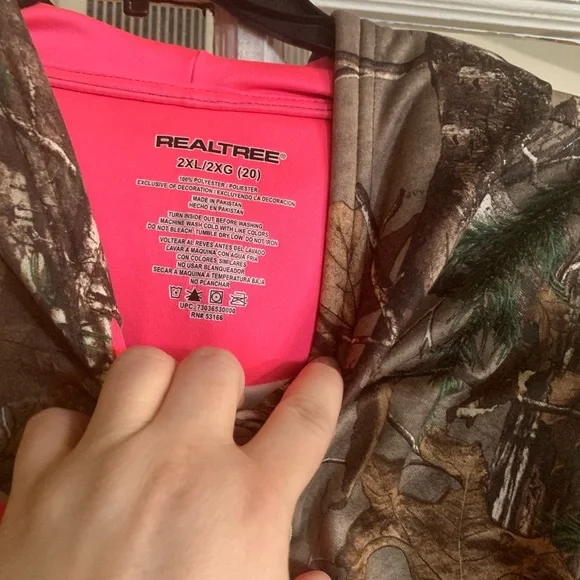 REALTREE®
2XL/2XG (20)
100% POLYESTER / POLIESTER
EXCLUSIVE OF DECORATION / EXCLUYENDO LA DECORACION
MADE IN PAKISTAN
HECHO EN PAKISTAN
TURN INSIDE OUT BEFORE WASHING
MACHINE WASH COLD WITH LIKE COLORS
DO NOT BLEACH. TUMBLE DRY LOW. DO NOT IRON
VOLTEAR AL REVES ANTES DEL LAVADO
LAVAR A MAQUINA CON AGUA FRIA
CON COLORES SIMILARES
NO USAR BLANQUEADOR
SECAR A MAQUINA A TEMPERATURA BAJA
NO PLANCHAR
UPC: 73036530000
RN# 53166